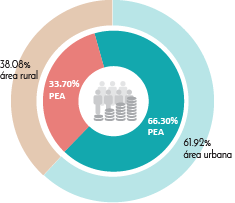 38.08%
área rural
33.70%
PEA
66.30%
PEA
61.92%
área urbana